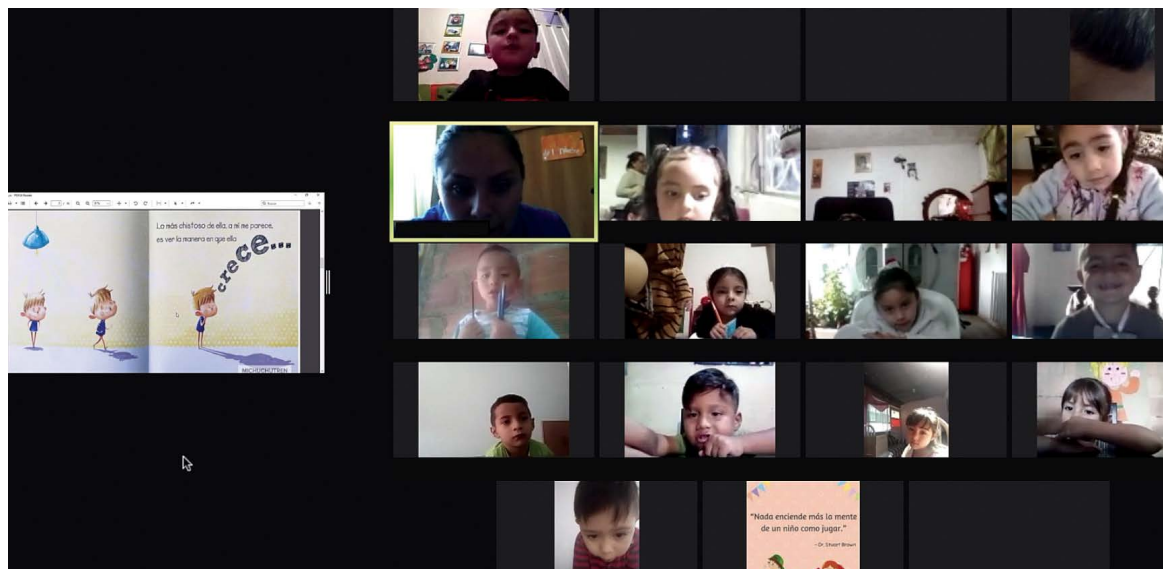 Lo más chistoso de ella, a mí me parece,
es ver la manera en que ella
crece...
MICHUCHUTREN
"Nada enciende más la mente
de un niño como jugar."
- Dr. Stuart Brown